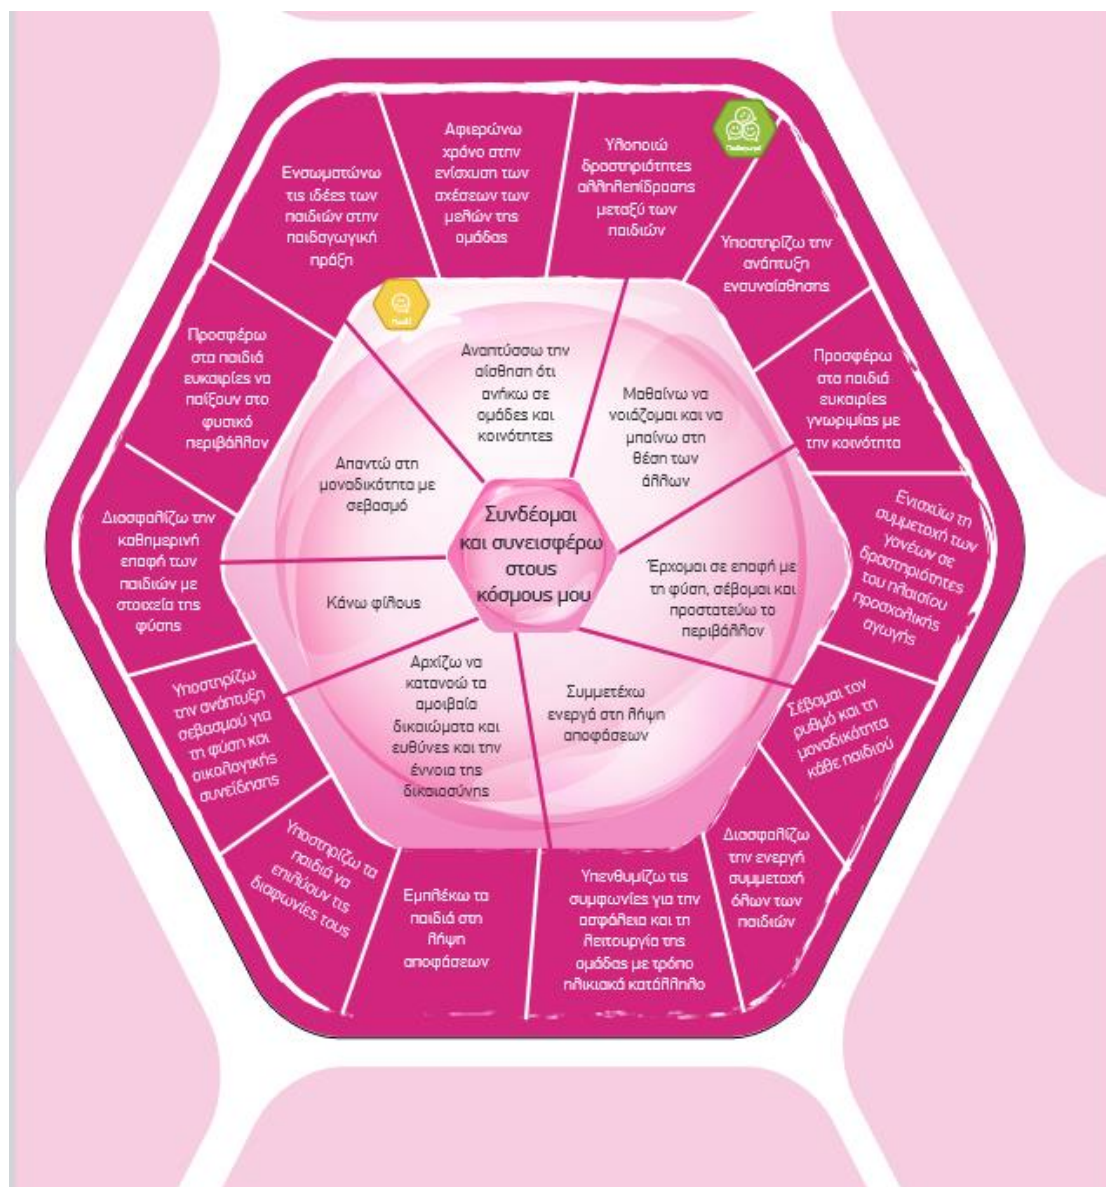 Συνδέομαι
και συνεισφέρω
στους
κόσμους μου
Παιδί
Αναπτύσσω την
αίσθηση ότι
ανήκω σε
ομάδες και
κοινότητες
Μαθαίνω να
νοιάζομαι και να
μπαίνω στη
θέση των
άλλων
Έρχομαι σε επαφή με
τη φύση, σέβομαι και
προστατεύω το
περιβάλλον
Συμμετέχω
ενεργά στη λήψη
αποφάσεων
Αρχίζω να
κατανοώ τα
αμοιβαία
δικαιώματα και
ευθύνες και την
έννοια της
δικαιοσύνης
Κάνω φίλους
Απαντώ στη
μοναδικότητα με
σεβασμό
Ενσωματώνω
τις ιδέες των
παιδιών στην
παιδαγωγική
πράξη
Αφιερώνω
χρόνο στην
ενίσχυση των
σχέσεων των
μελών της
ομάδας
Υλοποιώ
δραστηριότητες
αλληλεπίδρασης
μεταξύ των
παιδιών
Υποστηρίζω την
ανάπτυξη
ενσυναίσθησης
Προσφέρω
στα παιδιά
ευκαιρίες
γνωριμίας με
την κοινότητα
Ενισχύω τη
συμμετοχή των
γονέων σε
δραστηριότητες
του πλαισίου
προσχολικής
αγωγής
Σέβομαι τον
ρυθμό και τη
μοναδικότητα
κάθε παιδιού
Διασφαλίζω
την ενεργή
συμμετοχή
όλων των
παιδιών
Υπενθυμίζω τις
συμφωνίες για την
ασφάλεια και τη
λειτουργία της
ομάδας με τρόπο
ηλικιακά κατάλληλο
Εμπλέκω τα
παιδιά στη
λήψη
αποφάσεων
Υποστηρίζω τα
παιδιά να
επιλύουν τις
διαφωνίες τους
Υποστηρίζω
την ανάπτυξη
σεβασμού για
τη φύση και
οικολογικής
συνείδησης
Διασφαλίζω την
καθημερινή
επαφή των
παιδιών με
στοιχεία της
φύσης
Προσφέρω
στα παιδιά
ευκαιρίες να
παίξουν στο
φυσικό
περιβάλλον